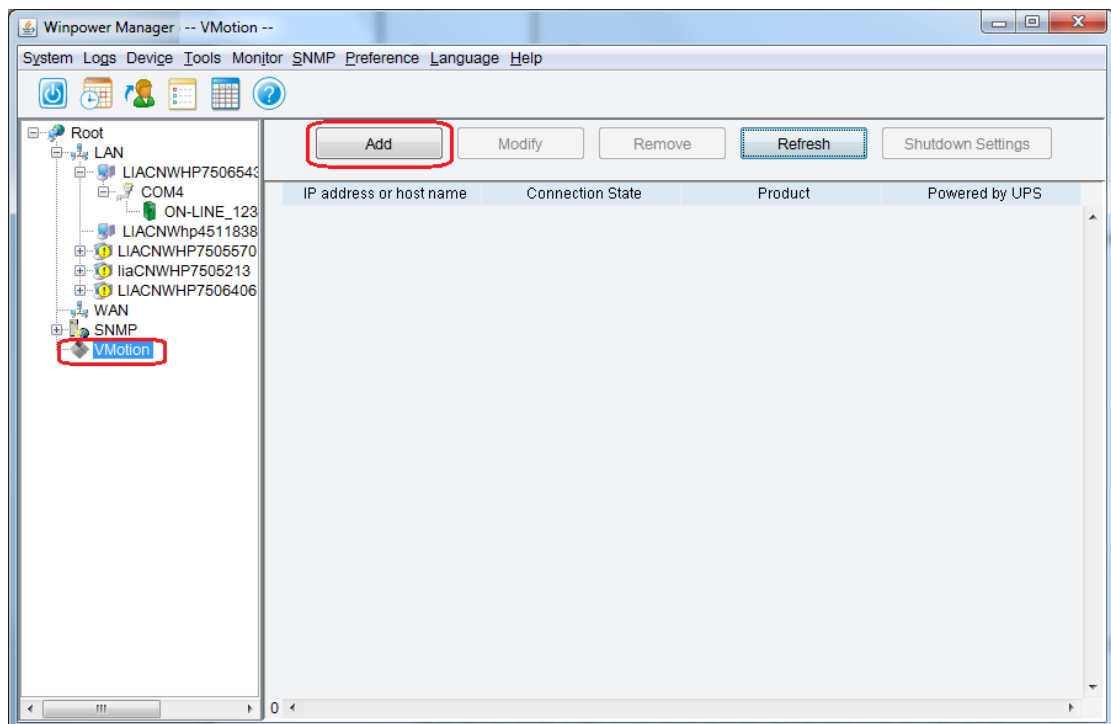 Winpower Manager -- VMotion --
System Logs Device Tools Monitor SNMP Preference Language Help
Root
LAN
LIACNWHP7506543
COM4
ON-LINE_123
LIACNWhp4511838
LIACNWHP7505570
liaCNWHP7505213
LIACNWHP7506406
WAN
SNMP
VMotion
Add Modify Remove Refresh Shutdown Settings
IP address or host name Connection State Product Powered by UPS
0